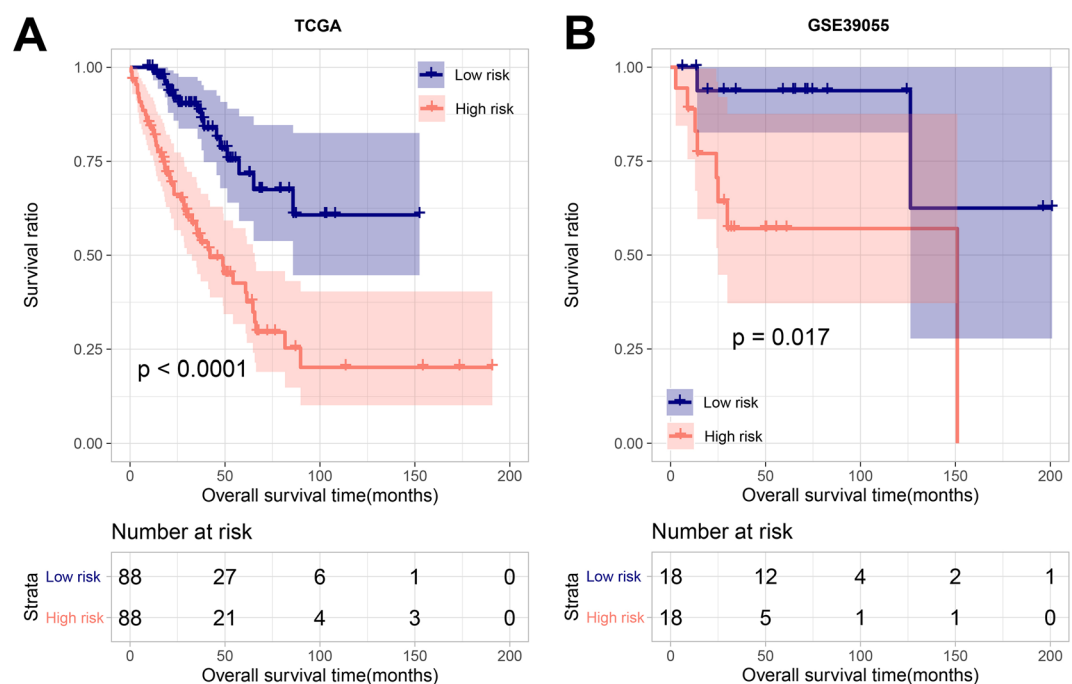 A
TCGA
Survival ratio
1.00
0.75
0.50
0.25
0.00
Low risk
High risk
p < 0.0001
0 50 100 150 200
Overall survival time(months)
Number at risk
Strata
Low risk 88 27 6 1 0
High risk 88 21 4 3 0
0 50 100 150 200
Overall survival time(months)
B
GSE39055
Survival ratio
1.00
0.75
0.50
0.25
0.00
p = 0.017
Low risk
High risk
0 50 100 150 200
Overall survival time(months)
Number at risk
Strata
Low risk 18 12 4 2 1
High risk 18 5 1 1 0
0 50 100 150 200
Overall survival time(months)